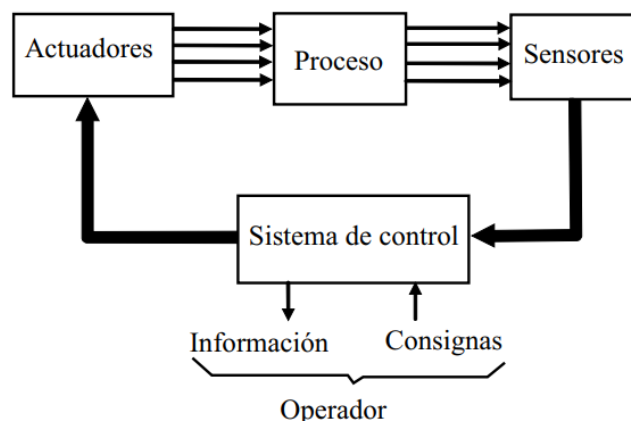 Actuadores
Proceso
Sensores
Sistema de control
Información
Consignas
Operador